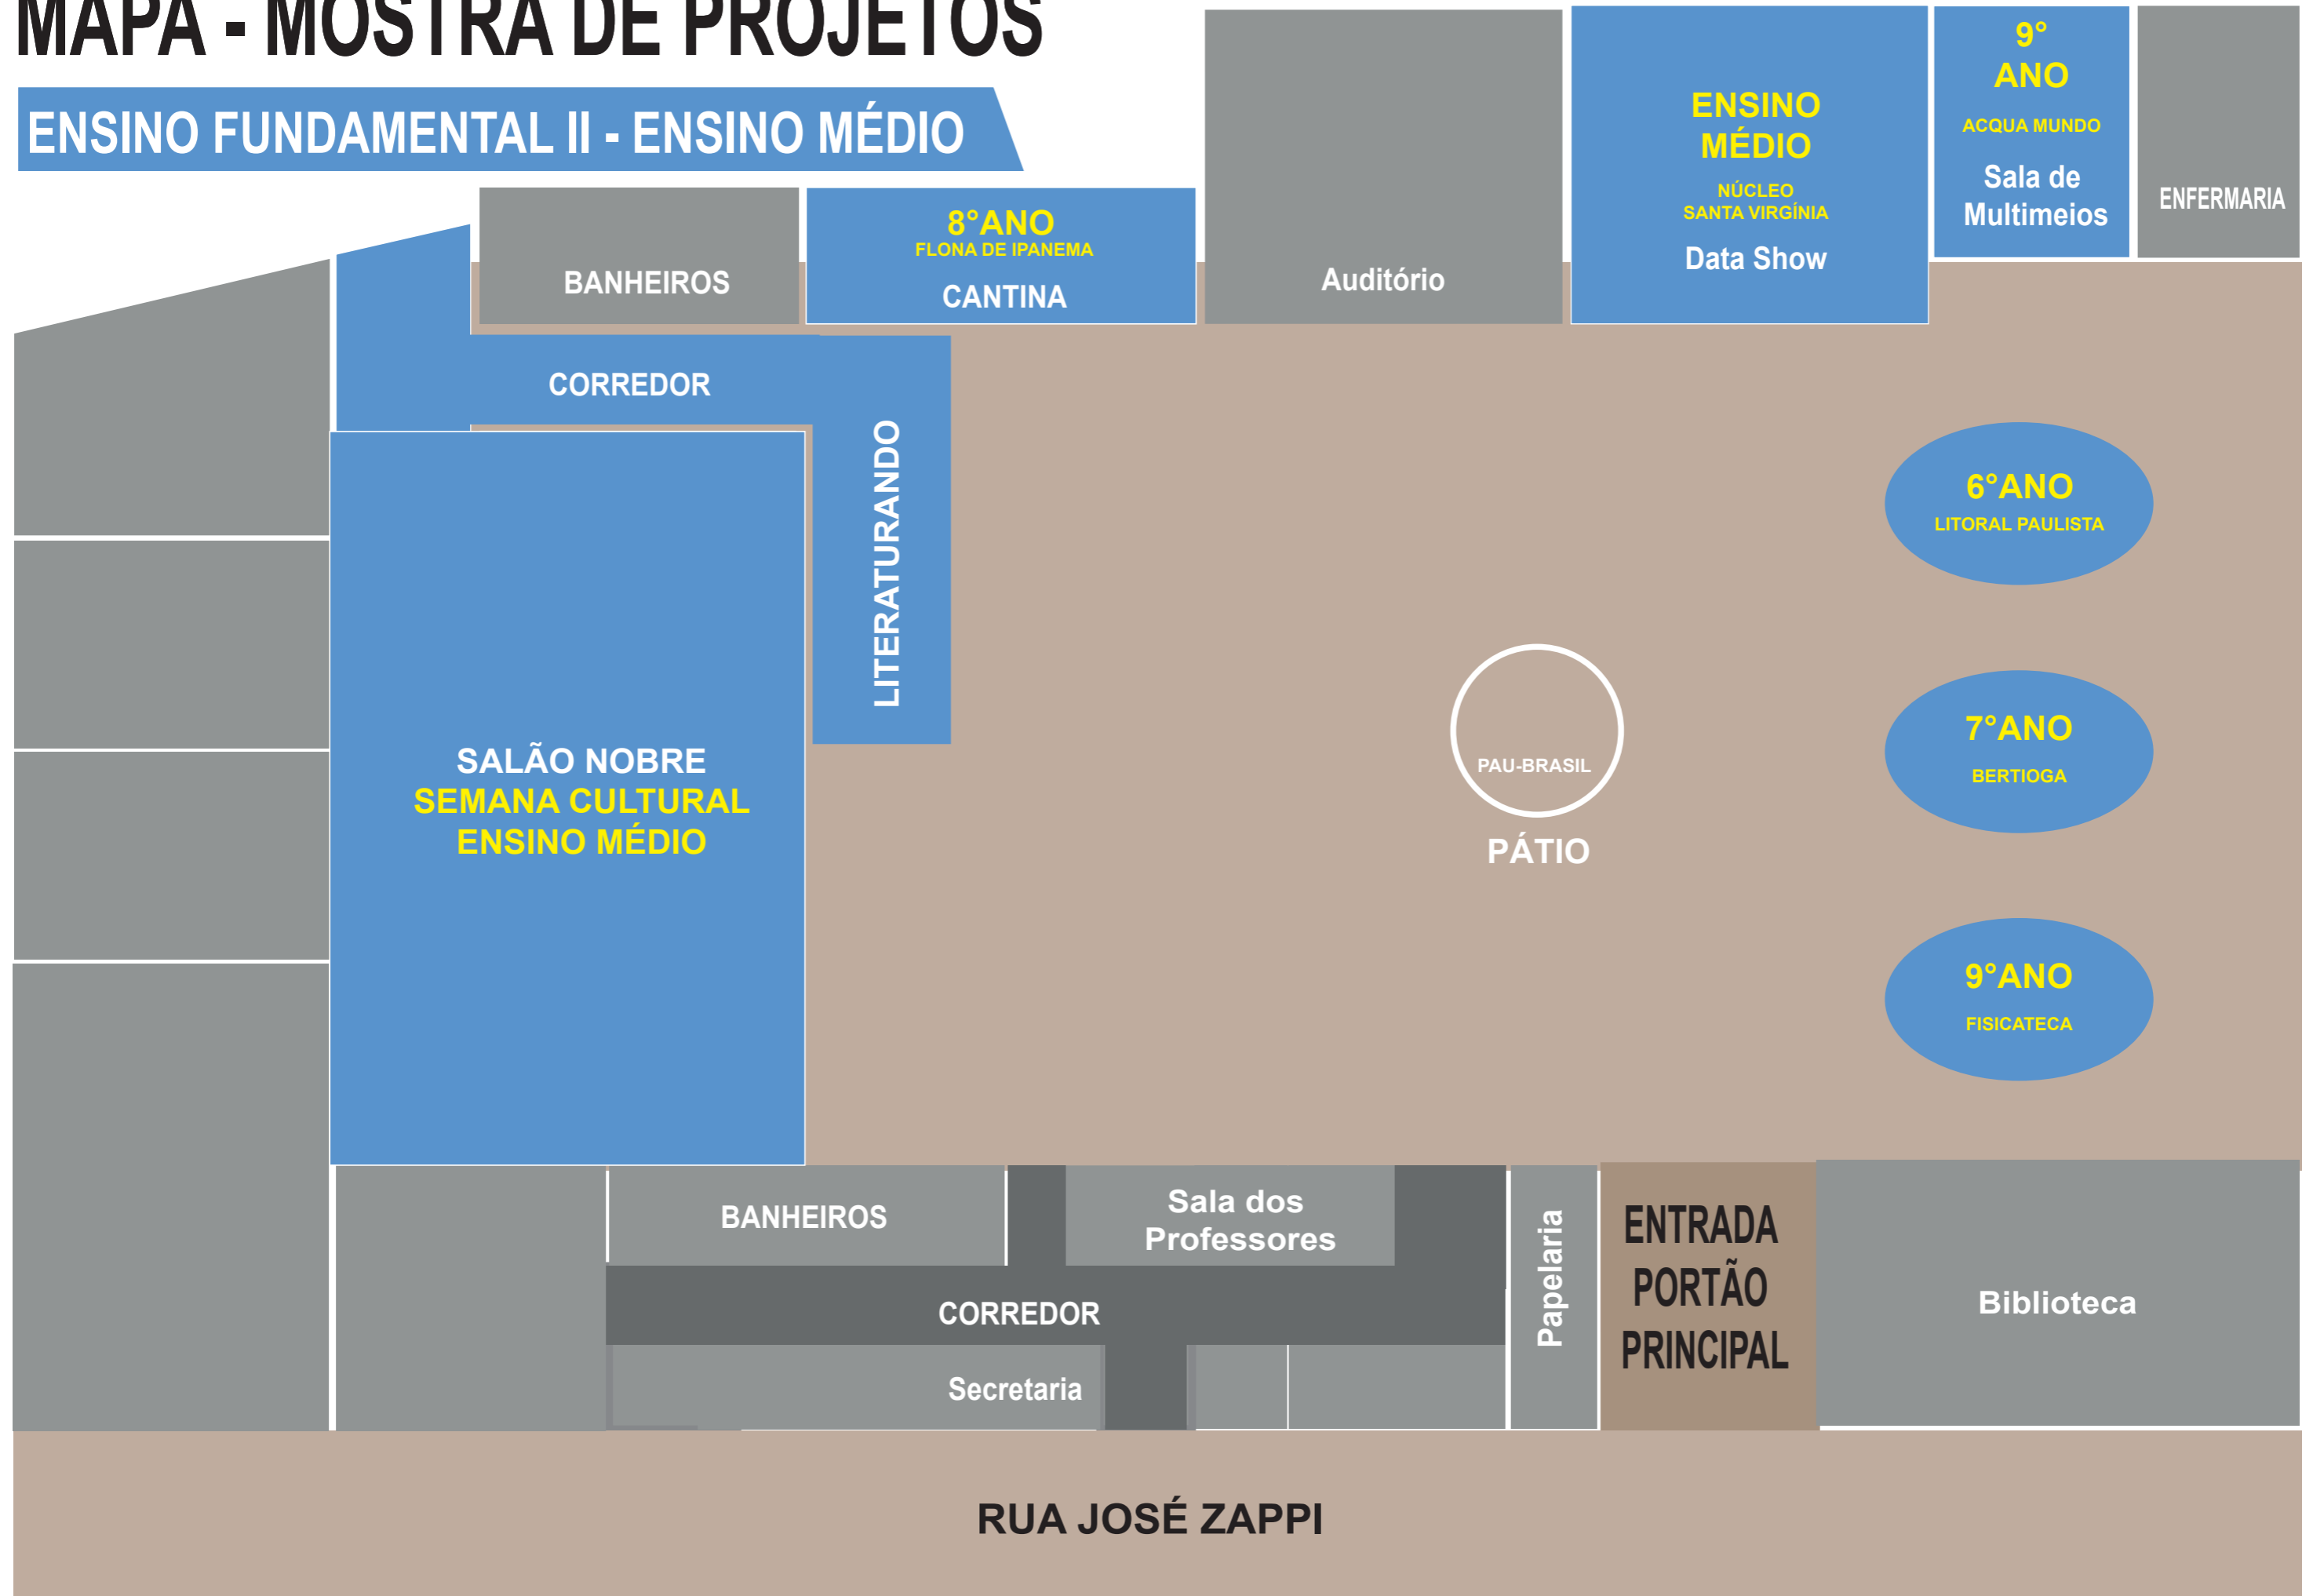 MAPA - MOSTRA DE PROJETOS
ENSINO FUNDAMENTAL II - ENSINO MÉDIO
BANHEIROS
8°ANO
FLONA DE IPANEMA
CANTINA
Auditório
ENSINO
MÉDIO
NÚCLEO
SANTA VIRGÍNIA
Data Show
9°
ANO
ACQUA MUNDO
Sala de
Multimeios
ENFERMARIA
CORREDOR
LITERATURANDO
6°ANO
LITORAL PAULISTA
SALÃO NOBRE
SEMANA CULTURAL
ENSINO MÉDIO
PAU-BRASIL
PÁTIO
7°ANO
BERTIOGA
9°ANO
FISICATECA
BANHEIROS
Sala dos
Professores
CORREDOR
Secretaria
Papelaria
ENTRADA
PORTÃO
PRINCIPAL
Biblioteca
RUA JOSÉ ZAPPI